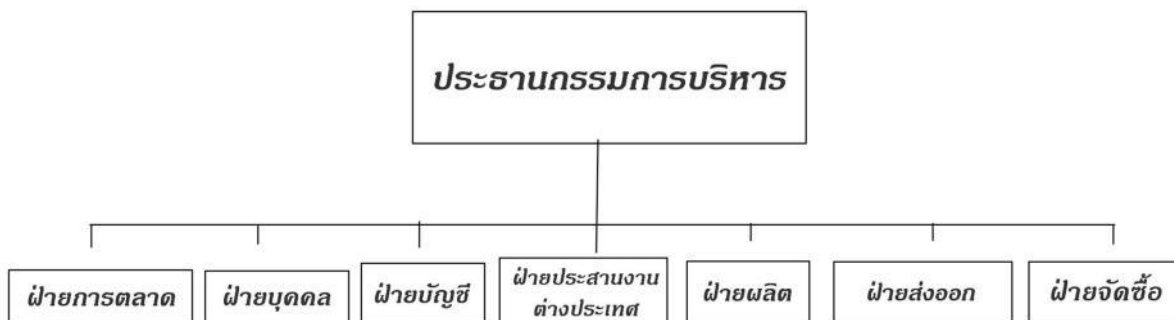 ประธานกรรมการบริหาร
ฝ่ายการตลาด
ฝ่ายบุคคล
ฝ่ายบัญชี
ฝ่ายประสานงาน
ต่างประเทศ
ฝ่ายผลิต
ฝ่ายส่งออก
ฝ่ายจัดซื้อ